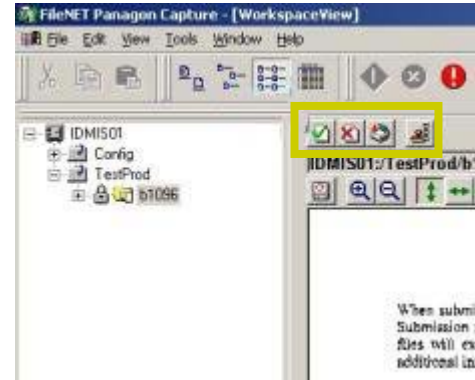 FileNET Panagon Capture - [WorkspaceView]
File Edit View Tools Window Help
IDMIS01
Config
TestProd
b1096
IDMIS01:/TestProd/b1
When submi
Submission
files will ex
additional in